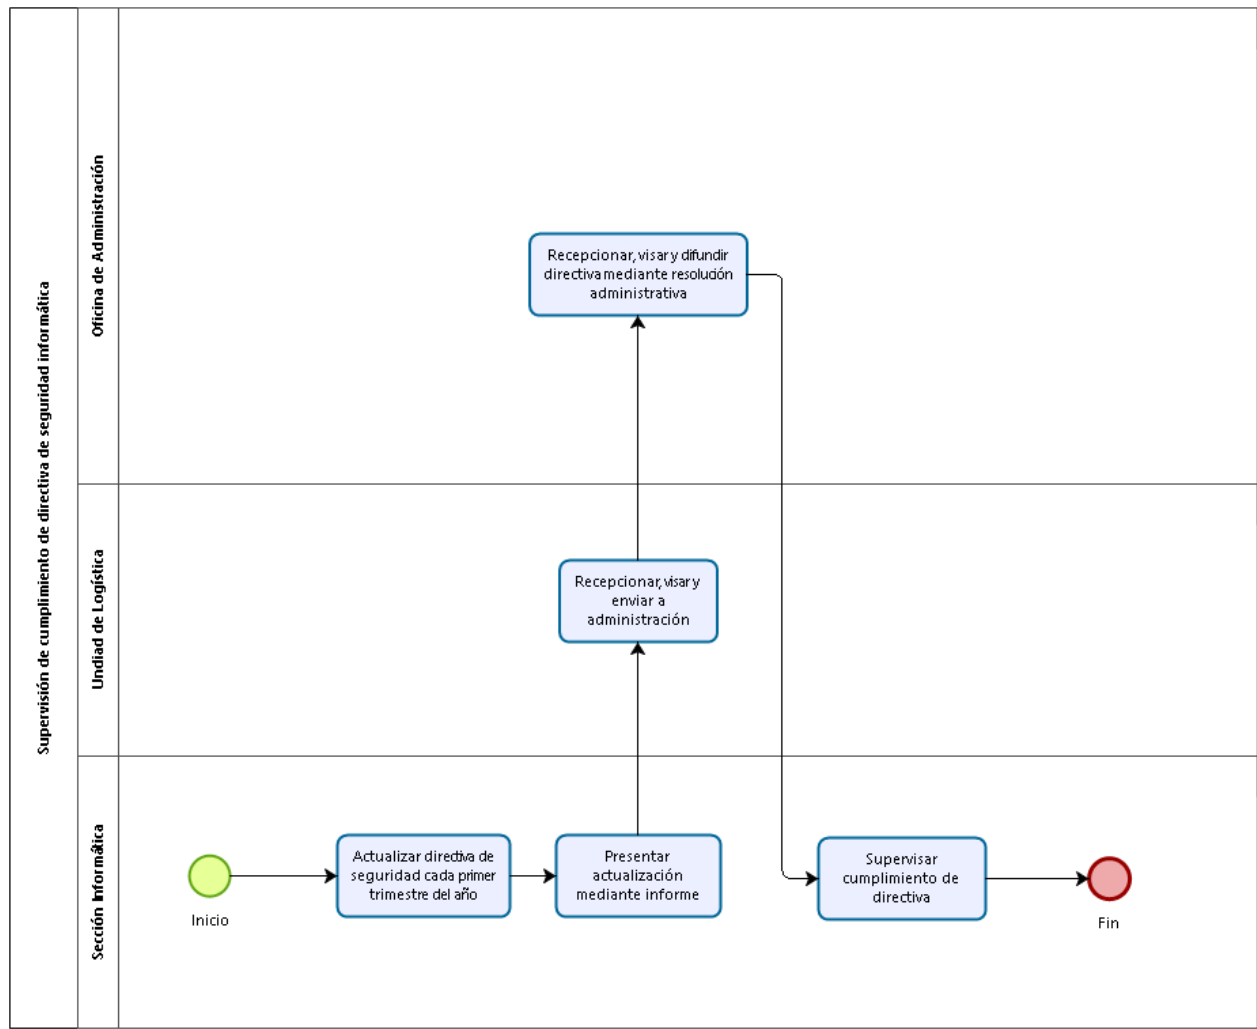 Supervisión de cumplimiento de directiva de seguridad informática
Oficina de Administración
Recepcionar, visar y difundir
directiva mediante resolución
administrativa
Undiad de Logística
Recepcionar, visar y
enviar a
administración
Sección Informática
Inicio
Actualizar directiva de
seguridad cada primer
trimestre del año
Presentar
actualización
mediante informe
Supervisar
cumplimiento de
directiva
Fin